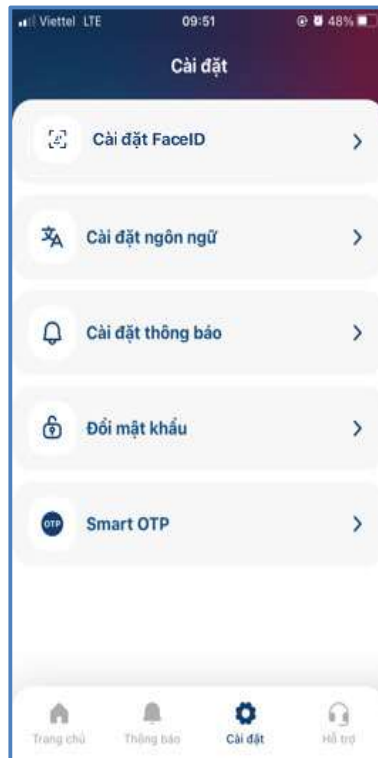 Viettel LTE 09:51 48%
Cài đặt
Cài đặt FaceID
Cài đặt ngôn ngữ
Cài đặt thông báo
Đổi mật khẩu
OTP Smart OTP
Trang chủ Thông báo Cài đặt Hỗ trợ